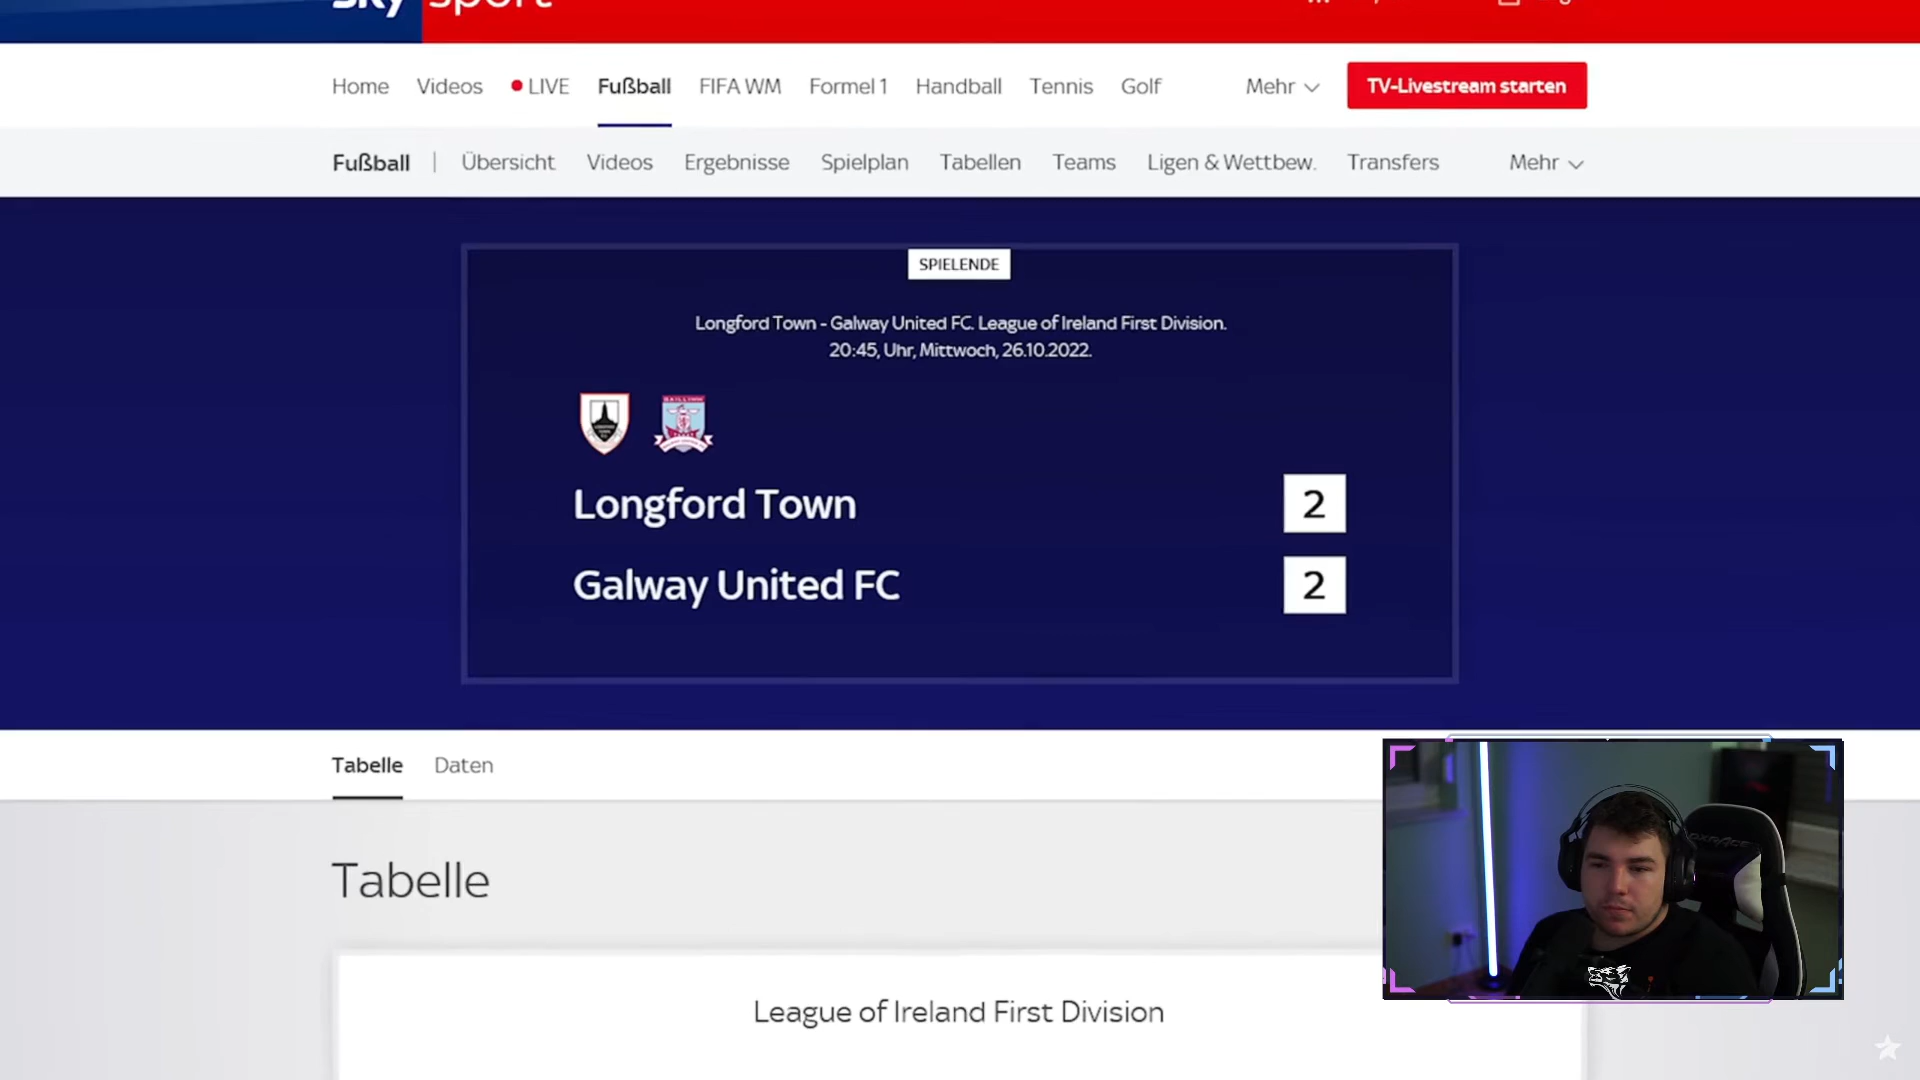 sky sport
Home Videos LIVE Fußball FIFA WM Formel 1 Handball Tennis Golf Mehr TV-Livestream starten
Fußball | Übersicht Videos Ergebnisse Spielplan Tabellen Teams Ligen & Wettbew. Transfers Mehr
SPIELENDE
Longford Town - Galway United FC. League of Ireland First Division.
20:45, Uhr, Mittwoch, 26.10.2022.
Longford Town 2
Galway United FC 2
Tabelle Daten
Tabelle
League of Ireland First Division